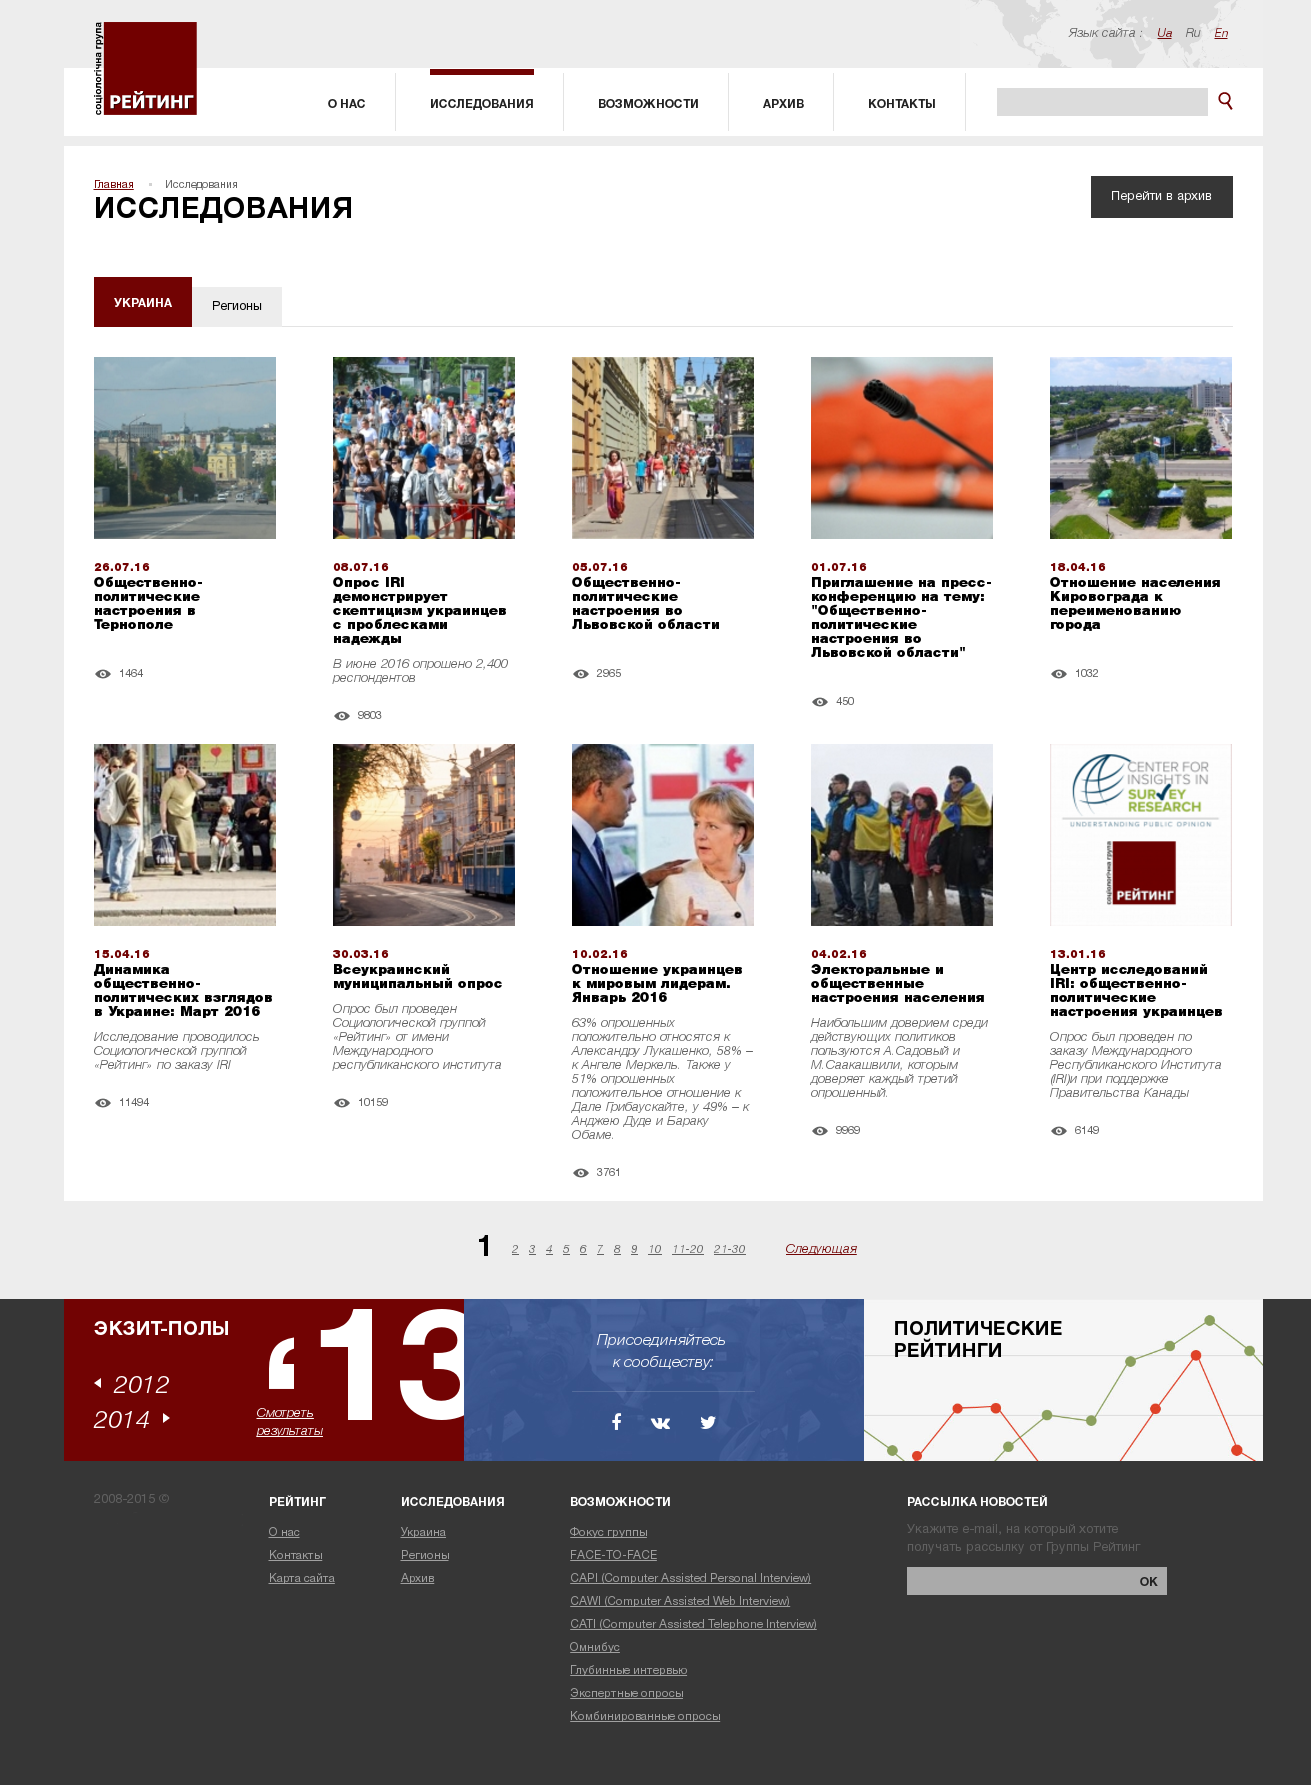 Язык сайта :
Ua
Ru
En
соціологічна група
РЕЙТИНГ
О НАС
ИССЛЕДОВАНИЯ
ВОЗМОЖНОСТИ
АРХИВ
КОНТАКТЫ
Главная
Исследования
ИССЛЕДОВАНИЯ
Перейти в архив
УКРАИНА
Регионы
26.07.16
Общественно-
политические
настроения в
Тернополе
1464
08.07.16
Опрос IRI
демонстрирует
скептицизм украинцев
с проблесками
надежды
В июне 2016 опрошено 2,400
респондентов
9803
05.07.16
Общественно-
политические
настроения во
Львовской области
2965
01.07.16
Приглашение на пресс-
конференцию на тему:
"Общественно-
политические
настроения во
Львовской области"
450
18.04.16
Отношение населения
Кировограда к
переименованию
города
1032
15.04.16
Динамика
общественно-
политических взглядов
в Украине: Март 2016
Исследование проводилось
Социологической группой
«Рейтинг» по заказу IRI
11494
30.03.16
Всеукраинский
муниципальный опрос
Опрос был проведен
Социологической группой
«Рейтинг» от имени
Международного
республиканского института
10159
10.02.16
Отношение украинцев
к мировым лидерам.
Январь 2016
63% опрошенных
положительно относятся к
Александру Лукашенко, 58% –
к Ангеле Меркель. Также у
51% опрошенных
положительное отношение к
Дале Грибаускайте, у 49% – к
Анджею Дуде и Бараку
Обаме.
3761
04.02.16
Электоральные и
общественные
настроения населения
Наибольшим доверием среди
действующих политиков
пользуются А.Садовый и
М.Саакашвили, которым
доверяет каждый третий
опрошенный.
9969
CENTER FOR
INSIGHTS IN
SURVEY
RESEARCH
UNDERSTANDING PUBLIC OPINION
соціологічна група
РЕЙТИНГ
13.01.16
Центр исследований
IRI: общественно-
политические
настроения украинцев
Опрос был проведен по
заказу Международного
Республиканского Института
(IRI)и при поддержке
Правительства Канады
6149
1 2 3 4 5 6 7 8 9 10 11-20 21-30 Следующая
ЭКЗИТ-ПОЛЫ
2012
2014
‘13
Смотреть
результаты
Присоединяйтесь
к сообществу:
ПОЛИТИЧЕСКИЕ
РЕЙТИНГИ
2008-2015 ©
РЕЙТИНГ
О нас
Контакты
Карта сайта
ИССЛЕДОВАНИЯ
Украина
Регионы
Архив
ВОЗМОЖНОСТИ
Фокус группы
FACE-TO-FACE
CAPI (Computer Assisted Personal Interview)
CAWI (Computer Assisted Web Interview)
CATI (Computer Assisted Telephone Interview)
Омнибус
Глубинные интервью
Экспертные опросы
Комбинированные опросы
РАССЫЛКА НОВОСТЕЙ
Укажите e-mail, на который хотите
получать рассылку от Группы Рейтинг
ОК